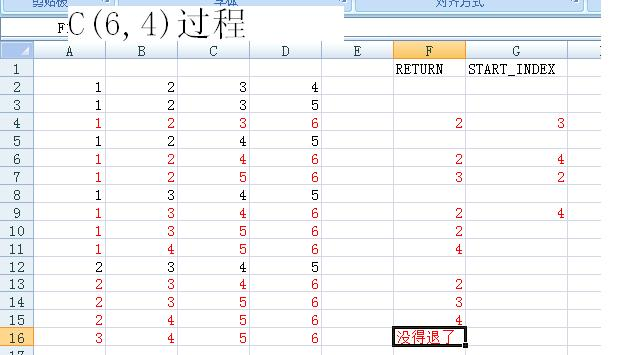 剪贴板 字体 对齐方式
C(6,4)过程
A B C D E F G
1 RETURN START_INDEX
2 1 2 3 4
3 1 2 3 5
4 1 2 3 6 2 3
5 1 2 4 5
6 1 2 4 6 2 4
7 1 2 5 6 3 2
8 1 3 4 5
9 1 3 4 6 2 4
10 1 3 5 6 2
11 1 4 5 6 4
12 2 3 4 5
13 2 3 4 6 2
14 2 3 5 6 3
15 2 4 5 6 4
16 3 4 5 6 没得退了